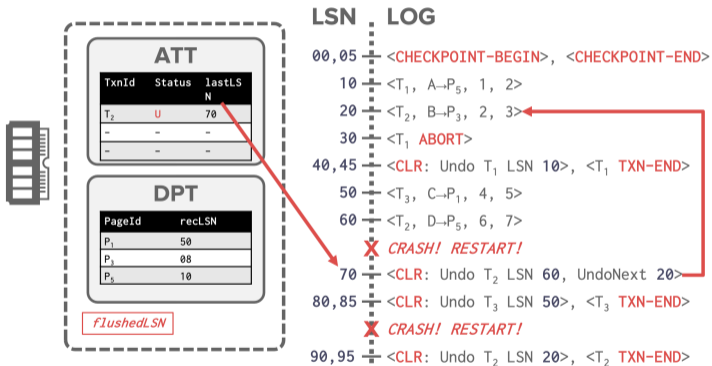 LSN LOG
ATT
TxnId Status lastLS
N
T₂ U 70
- - -
- - -
DPT
PageId recLSN
P₁ 50
P₃ 08
P₅ 10
flushedLSN
00,05 <CHECKPOINT-BEGIN>, <CHECKPOINT-END>
10 <T₁, A→P₅, 1, 2>
20 <T₂, B→P₃, 2, 3>
30 <T₁ ABORT>
40,45 <CLR: Undo T₁ LSN 10>, <T₁ TXN-END>
50 <T₃, C→P₁, 4, 5>
60 <T₂, D→P₅, 6, 7>
X CRASH! RESTART!
70 <CLR: Undo T₂ LSN 60, UndoNext 20>
80,85 <CLR: Undo T₃ LSN 50>, <T₃ TXN-END>
X CRASH! RESTART!
90,95 <CLR: Undo T₂ LSN 20>, <T₂ TXN-END>